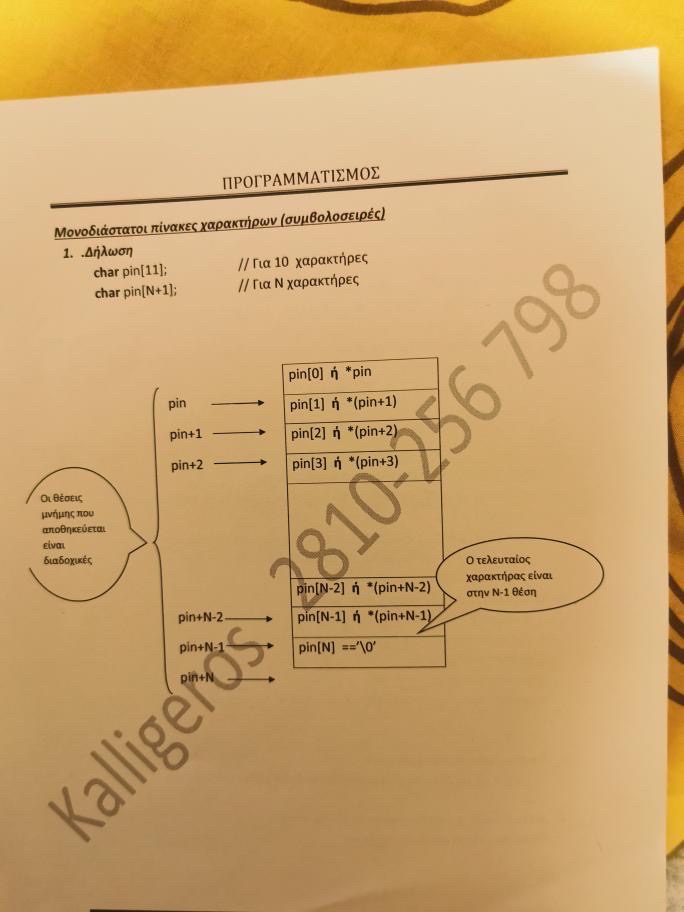 ΠΡΟΓΡΑΜΜΑΤΙΣΜΟΣ
Μονοδιάστατοι πίνακες χαρακτήρων (συμβολοσειρές)
1. .Δήλωση
char pin[11]; // Για 10 χαρακτήρες
char pin[N+1]; // Για Ν χαρακτήρες
pin[0] ή *pin
pin pin[1] ή *(pin+1)
pin+1 pin[2] ή *(pin+2)
pin+2 pin[3] ή *(pin+3)
Οι θέσεις
μνήμης που
αποθηκεύεται
είναι
διαδοχικές
pin[N-2] ή *(pin+N-2)
pin+N-2 pin[N-1] ή *(pin+N-1)
pin+N-1 pin[N] =='\0'
pin+N
Ο τελευταίος
χαρακτήρας είναι
στην Ν-1 θέση
Kalligeros 2810-256 798